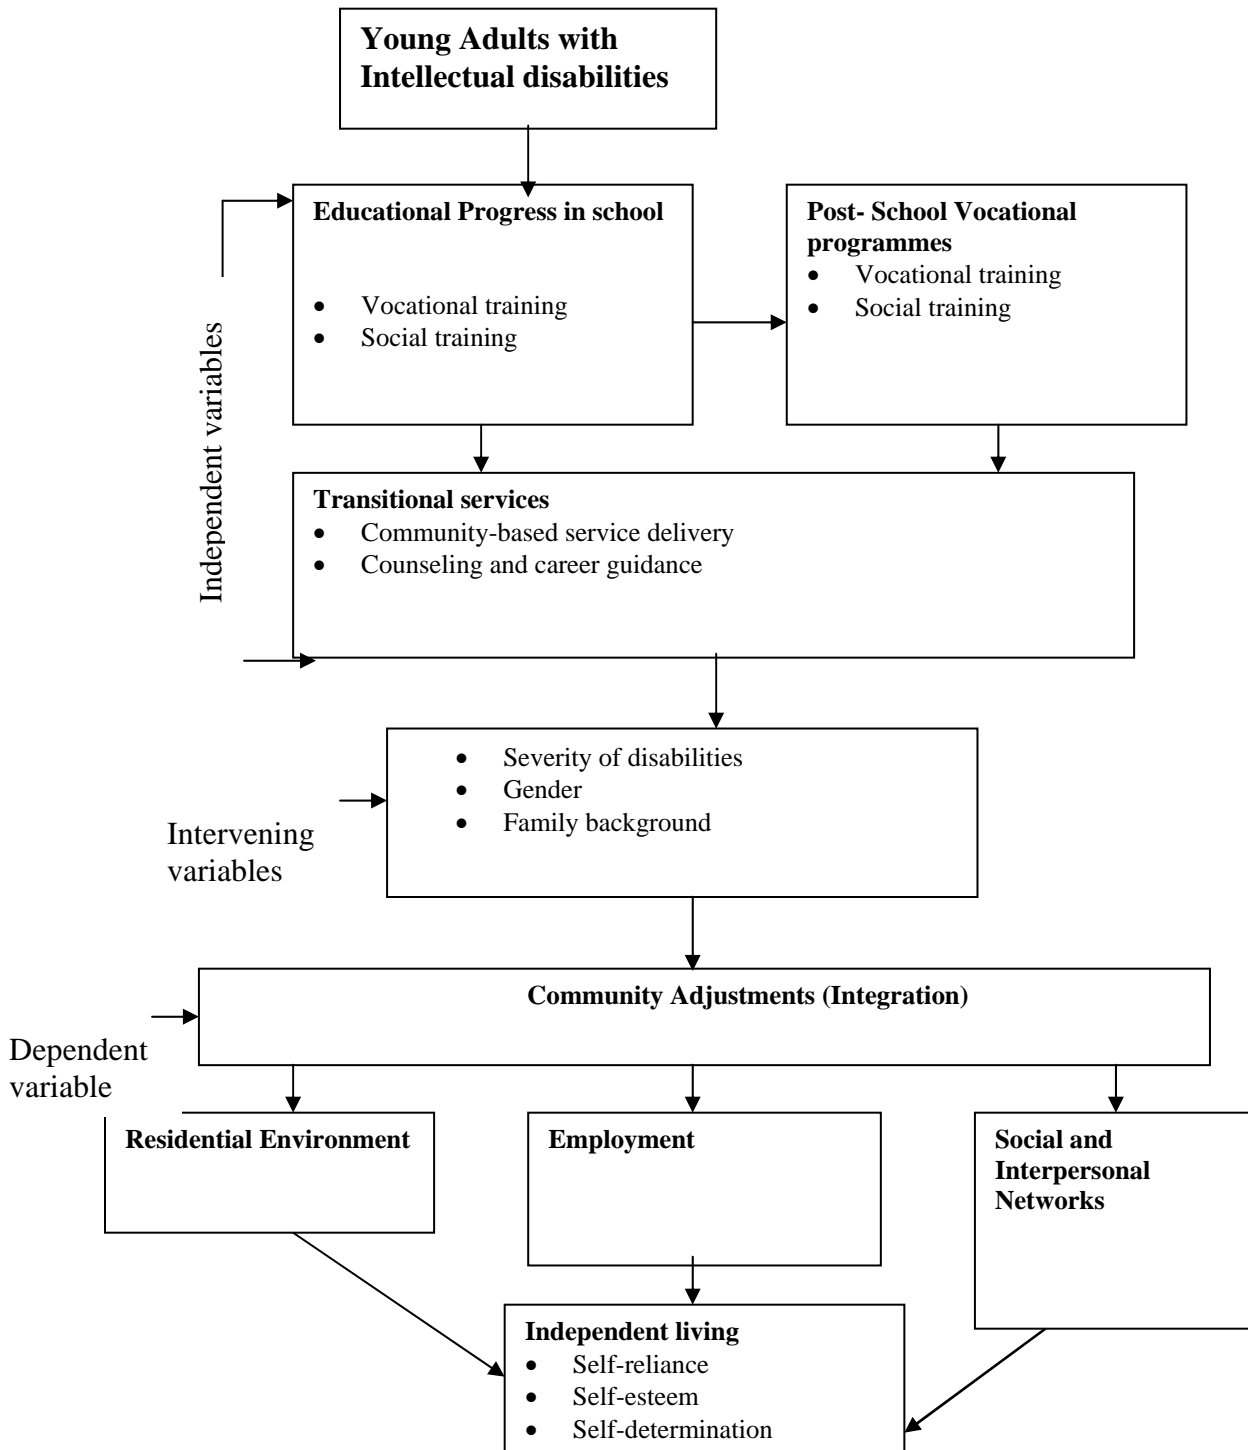 Young Adults with
Intellectual disabilities
Educational Progress in school
• Vocational training
• Social training
Post- School Vocational
programmes
• Vocational training
• Social training
Independent variables
Transitional services
• Community-based service delivery
• Counseling and career guidance
• Severity of disabilities
• Gender
• Family background
Intervening
variables
Community Adjustments (Integration)
Dependent
variable
Residential Environment
Employment
Social and
Interpersonal
Networks
Independent living
• Self-reliance
• Self-esteem
• Self-determination